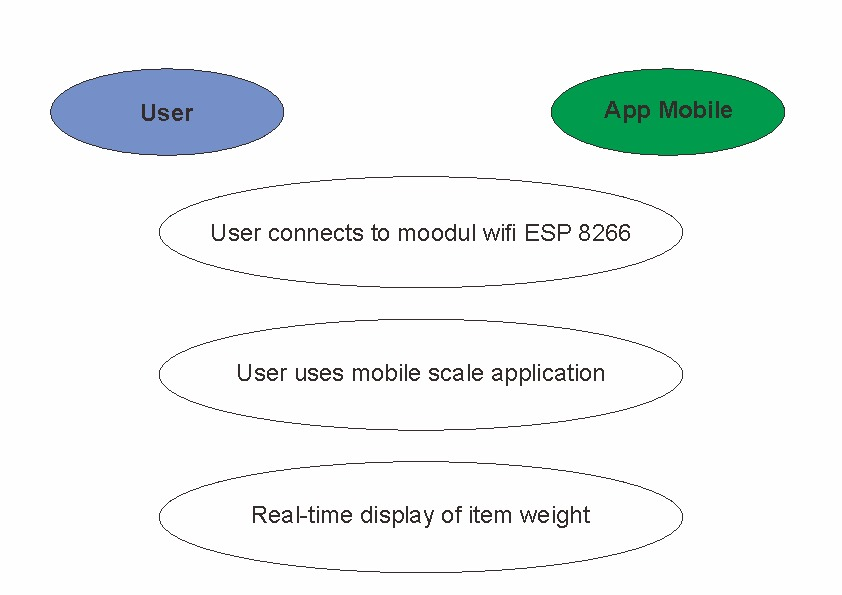 User
App Mobile
User connects to moodul wifi ESP 8266
User uses mobile scale application
Real-time display of item weight